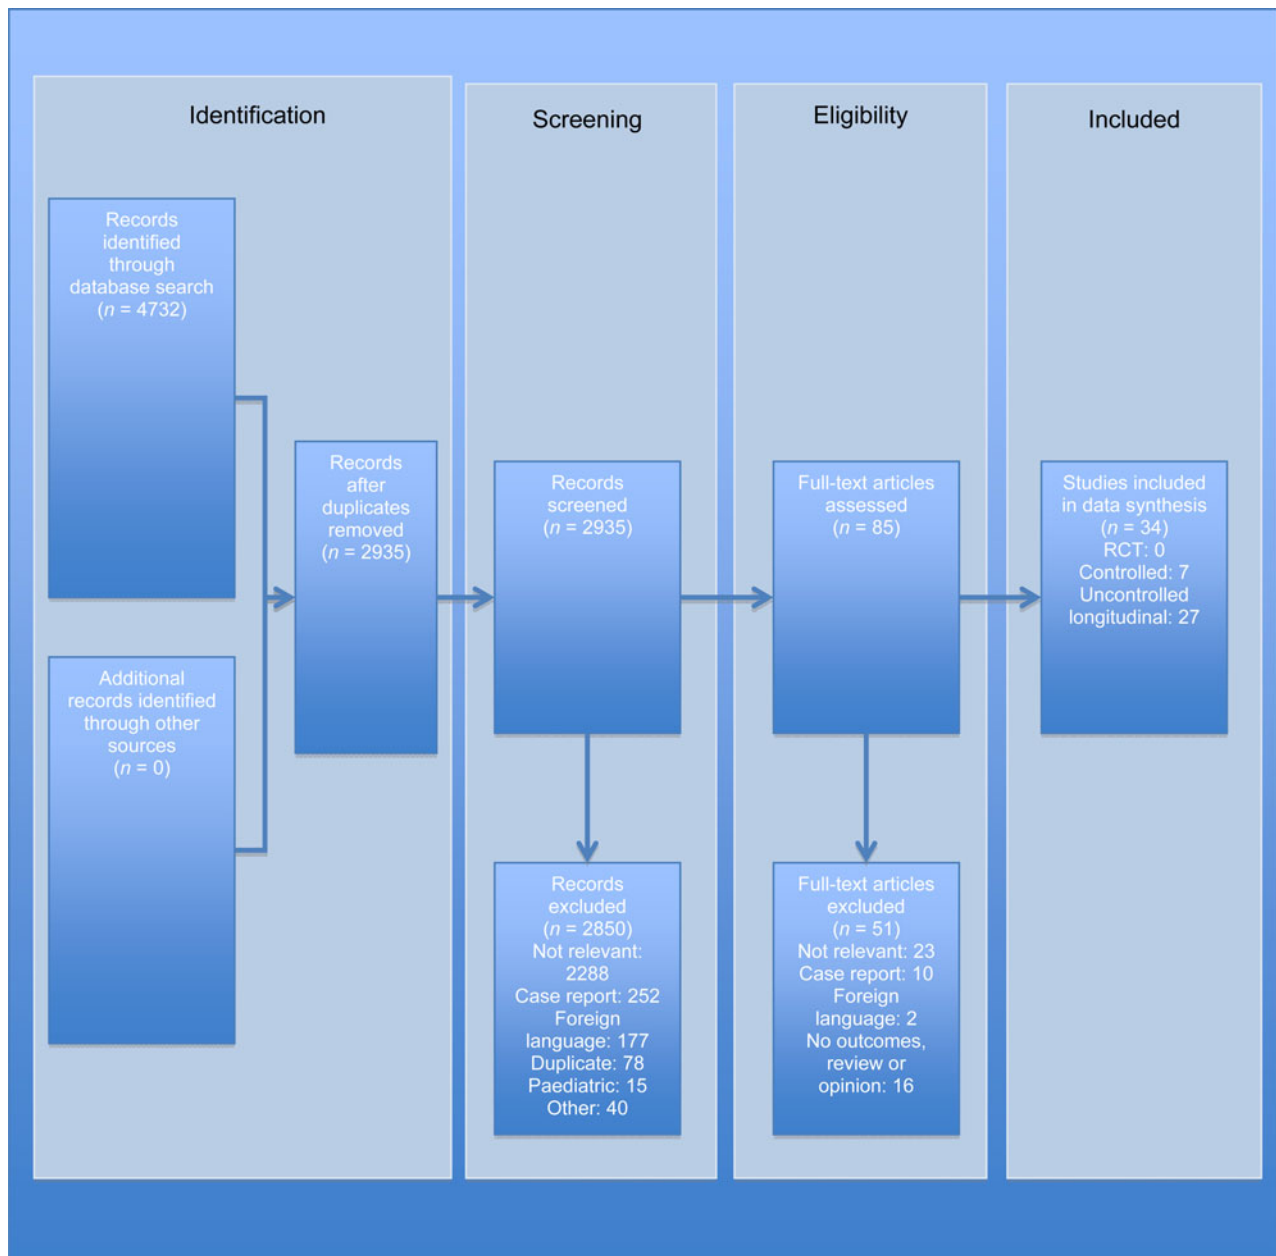 Identification
Records
identified
through
database search
(n = 4732)
Additional
records identified
through other
sources
(n = 0)
Records
after
duplicates
removed
(n = 2935)
Screening
Records
screened
(n = 2935)
Records
excluded
(n = 2850)
Not relevant:
2288
Case report: 252
Foreign
language: 177
Duplicate: 78
Paediatric: 15
Other: 40
Eligibility
Full-text articles
assessed
(n = 85)
Full-text articles
excluded
(n = 51)
Not relevant: 23
Case report: 10
Foreign
language: 2
No outcomes,
review or
opinion: 16
Included
Studies included
in data synthesis
(n = 34)
RCT: 0
Controlled: 7
Uncontrolled
longitudinal: 27